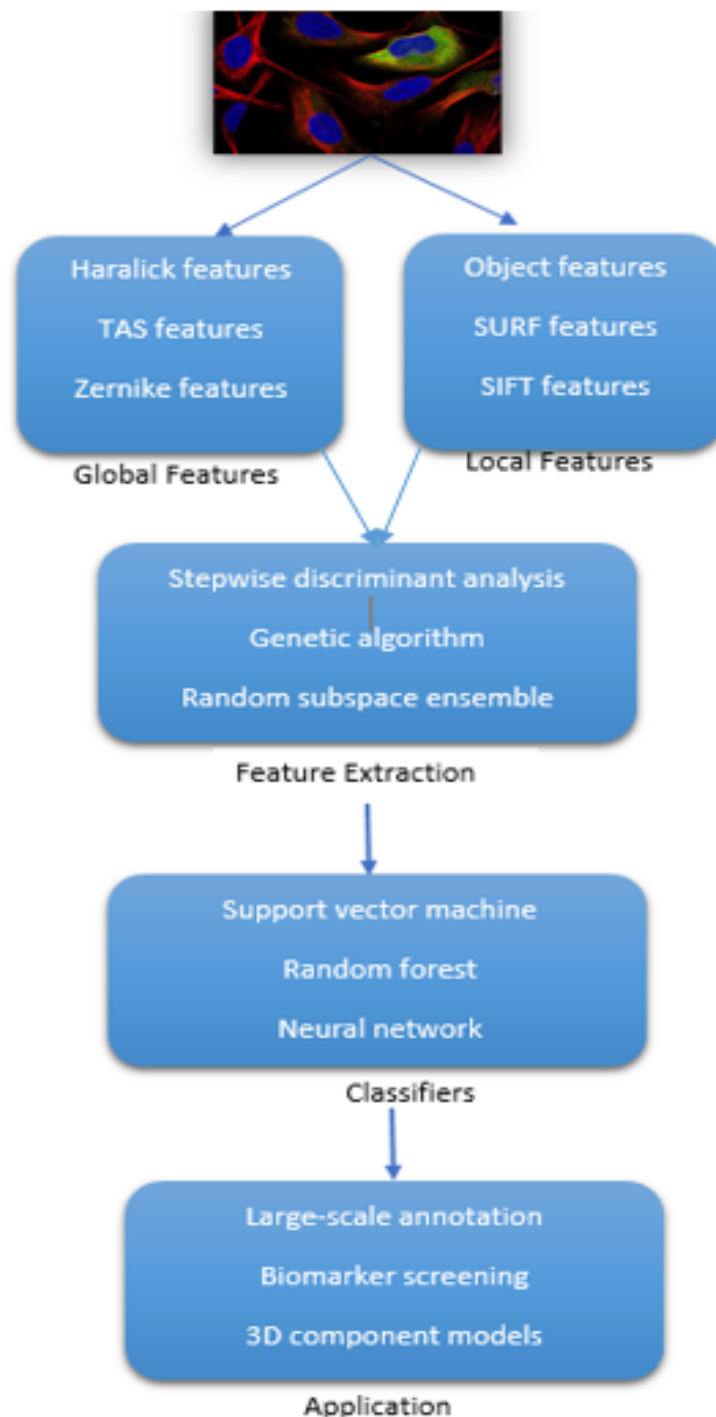 Haralick features
TAS features
Zernike features
Global Features
Object features
SURF features
SIFT features
Local Features
Stepwise discriminant analysis
Genetic algorithm
Random subspace ensemble
Feature Extraction
Support vector machine
Random forest
Neural network
Classifiers
Large-scale annotation
Biomarker screening
3D component models
Application